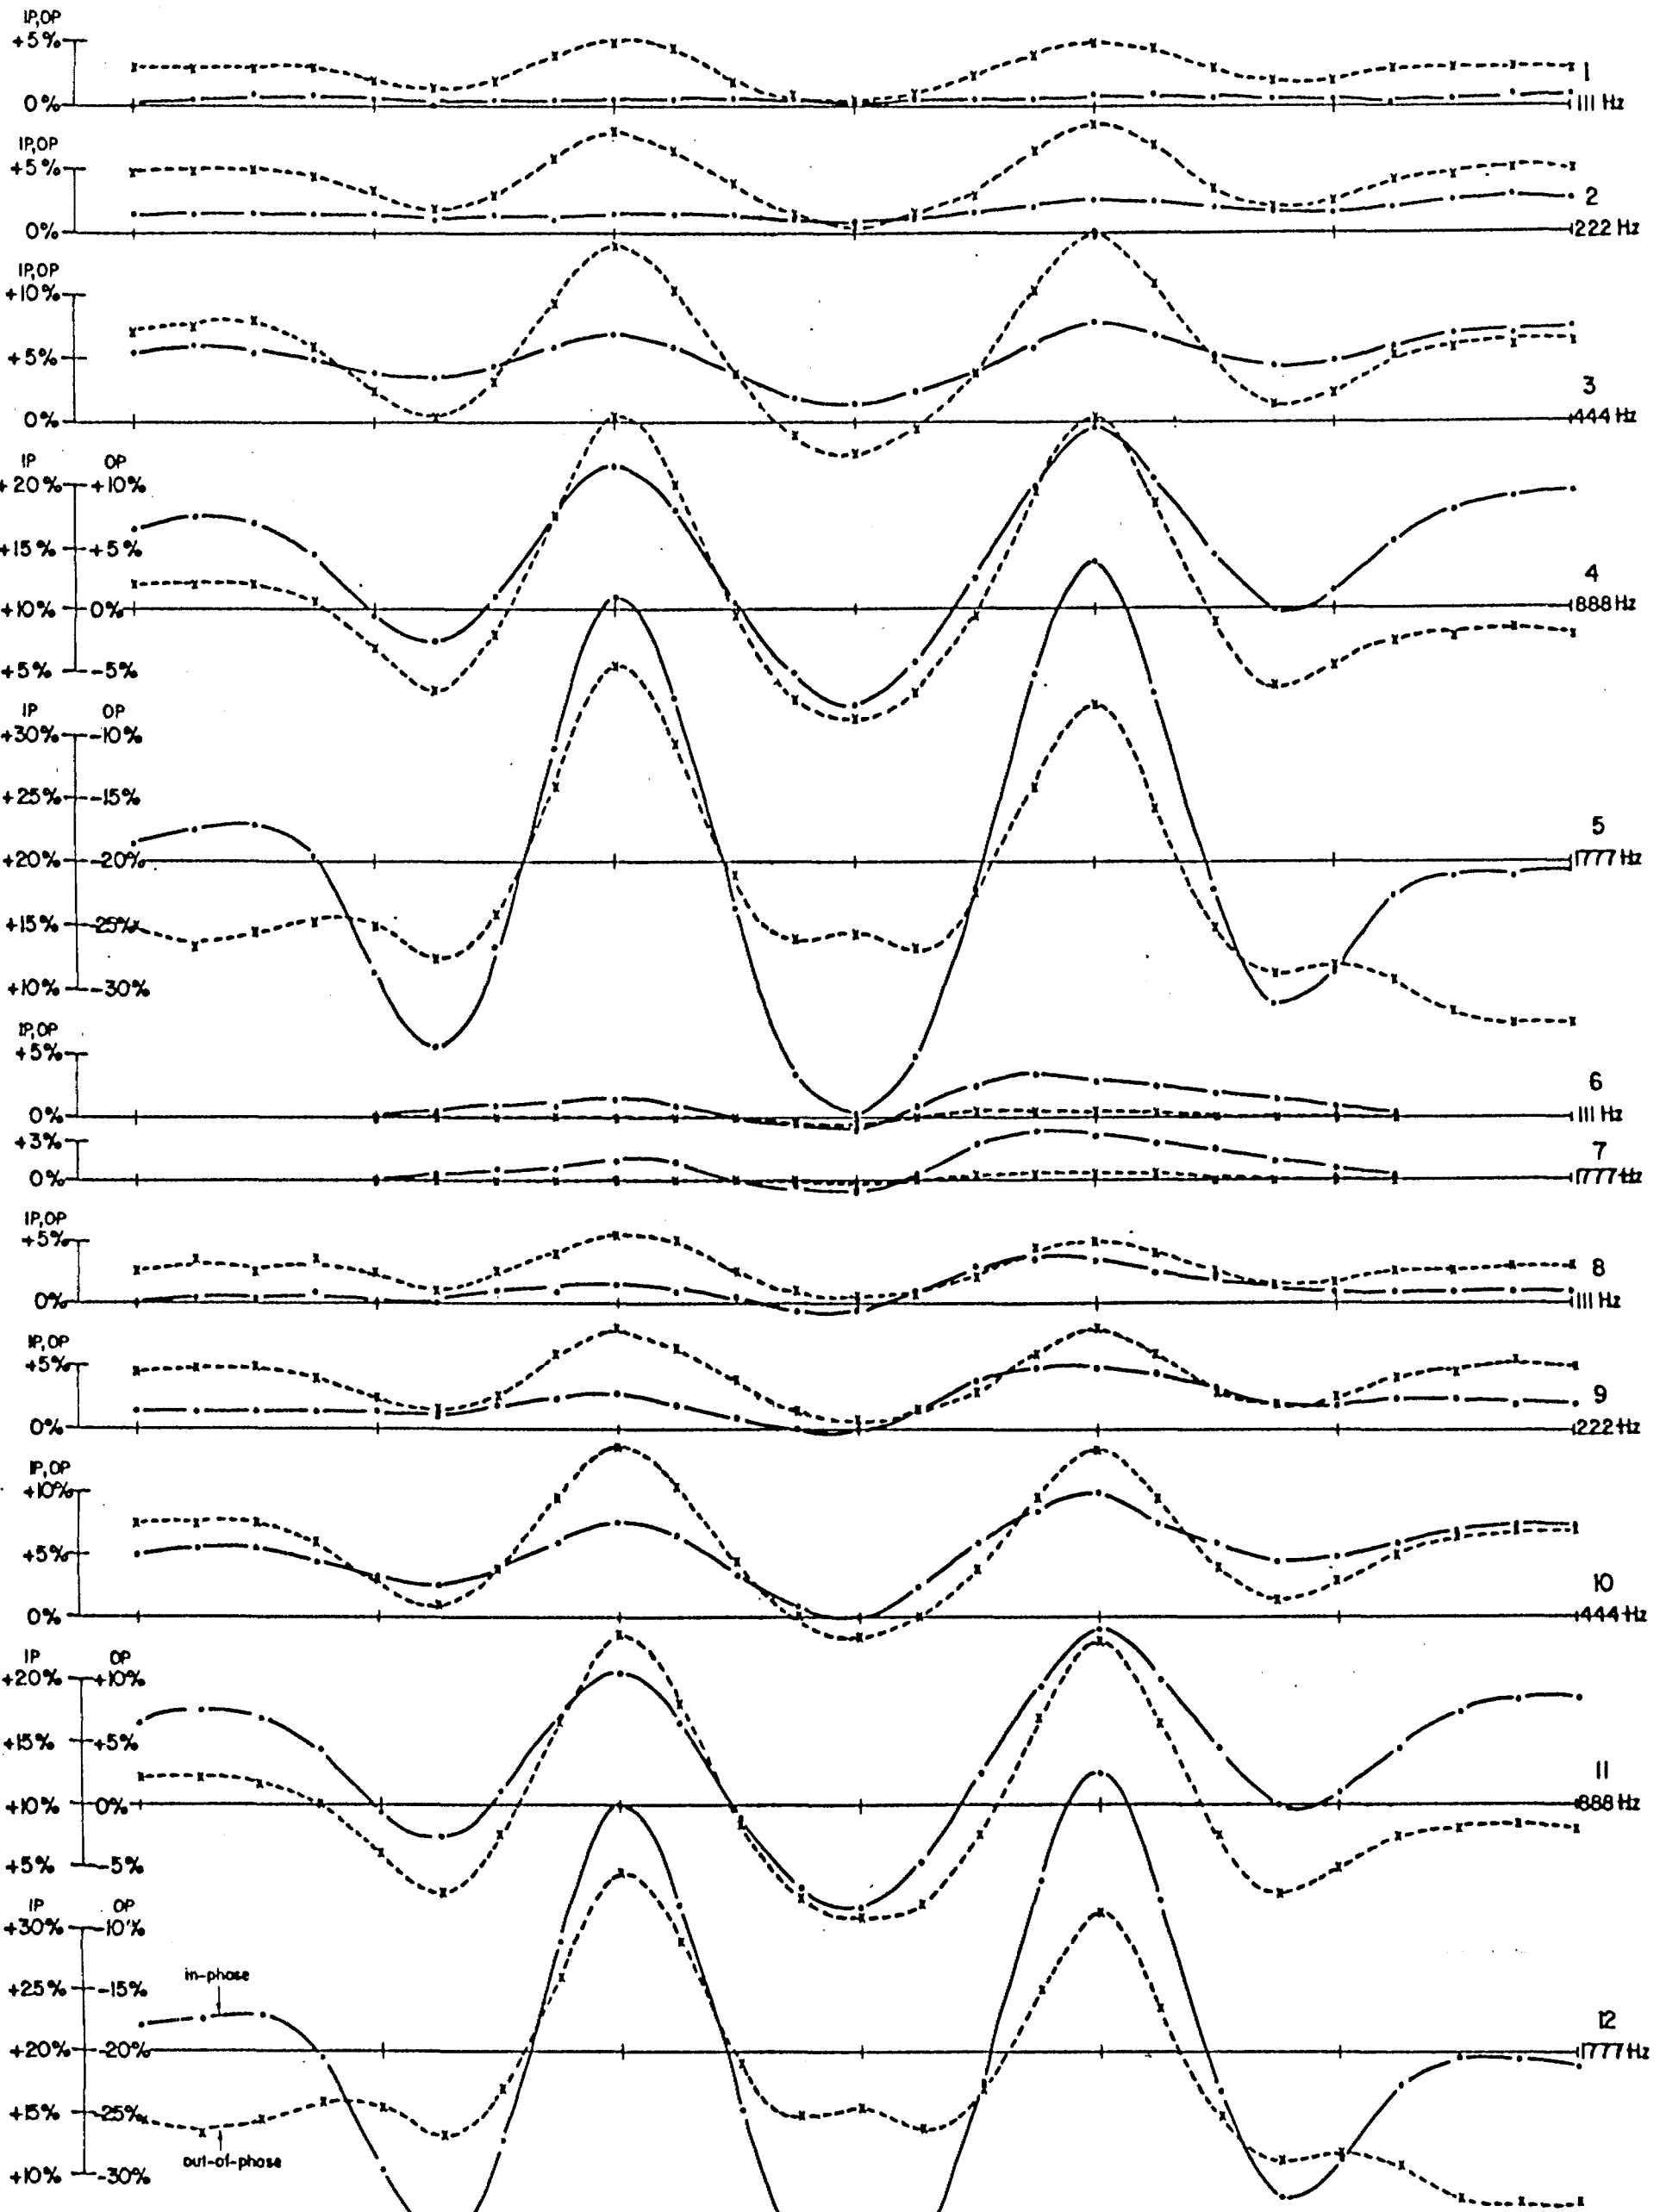 IP,OP
+5%
0%
1
111 Hz
IP,OP
+5%
0%
2
222 Hz
IP,OP
+10%
+5%
0%
3
444 Hz
IP OP
+20% +10%
+15% +5%
+10% 0%
+5% -5%
4
888 Hz
IP OP
+30% -10%
+25% -15%
+20% -20%
+15% -25%
+10% -30%
5
1777 Hz
IP,OP
+5%
0%
6
111 Hz
+3%
0%
7
1777 Hz
IP,OP
+5%
0%
8
111 Hz
IP,OP
+5%
0%
9
222 Hz
IP,OP
+10%
+5%
0%
10
444 Hz
IP OP
+20% +10%
+15% +5%
+10% 0%
+5% -5%
11
888 Hz
IP OP
+30% -10%
in-phase
+25% -15%
+20% -20%
12
1777 Hz
+15% -25%
out-of-phase
+10% -30%